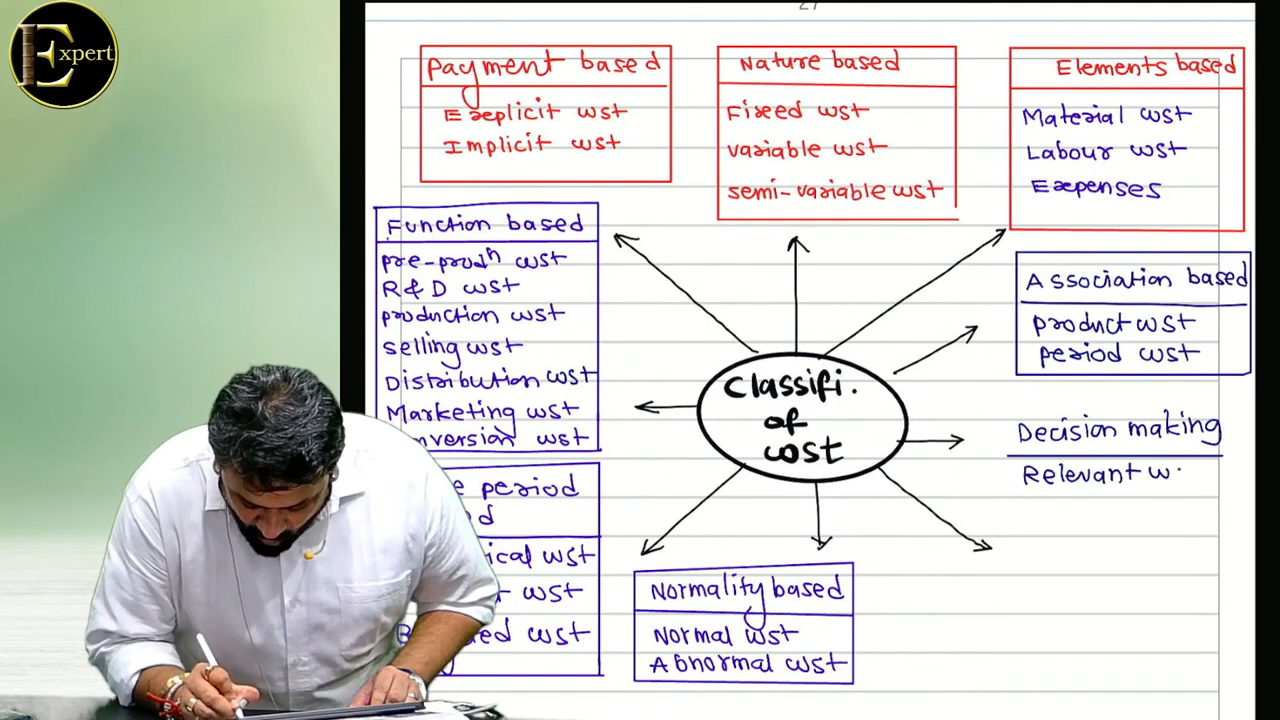 Expert
Payment based
Explicit cost
Implicit cost
Nature based
Fixed cost
variable cost
semi-variable cost
Elements based
Material cost
Labour cost
Expenses
Function based
pre-prodⁿ cost
R & D cost
production cost
selling cost
Distribution cost
Marketing cost
nversion cost
Association based
product cost
period cost
Classifi.
of
cost
Decision making
Relevant
period
ical cost
cost
ed cost
Normality based
Normal cost
Abnormal cost